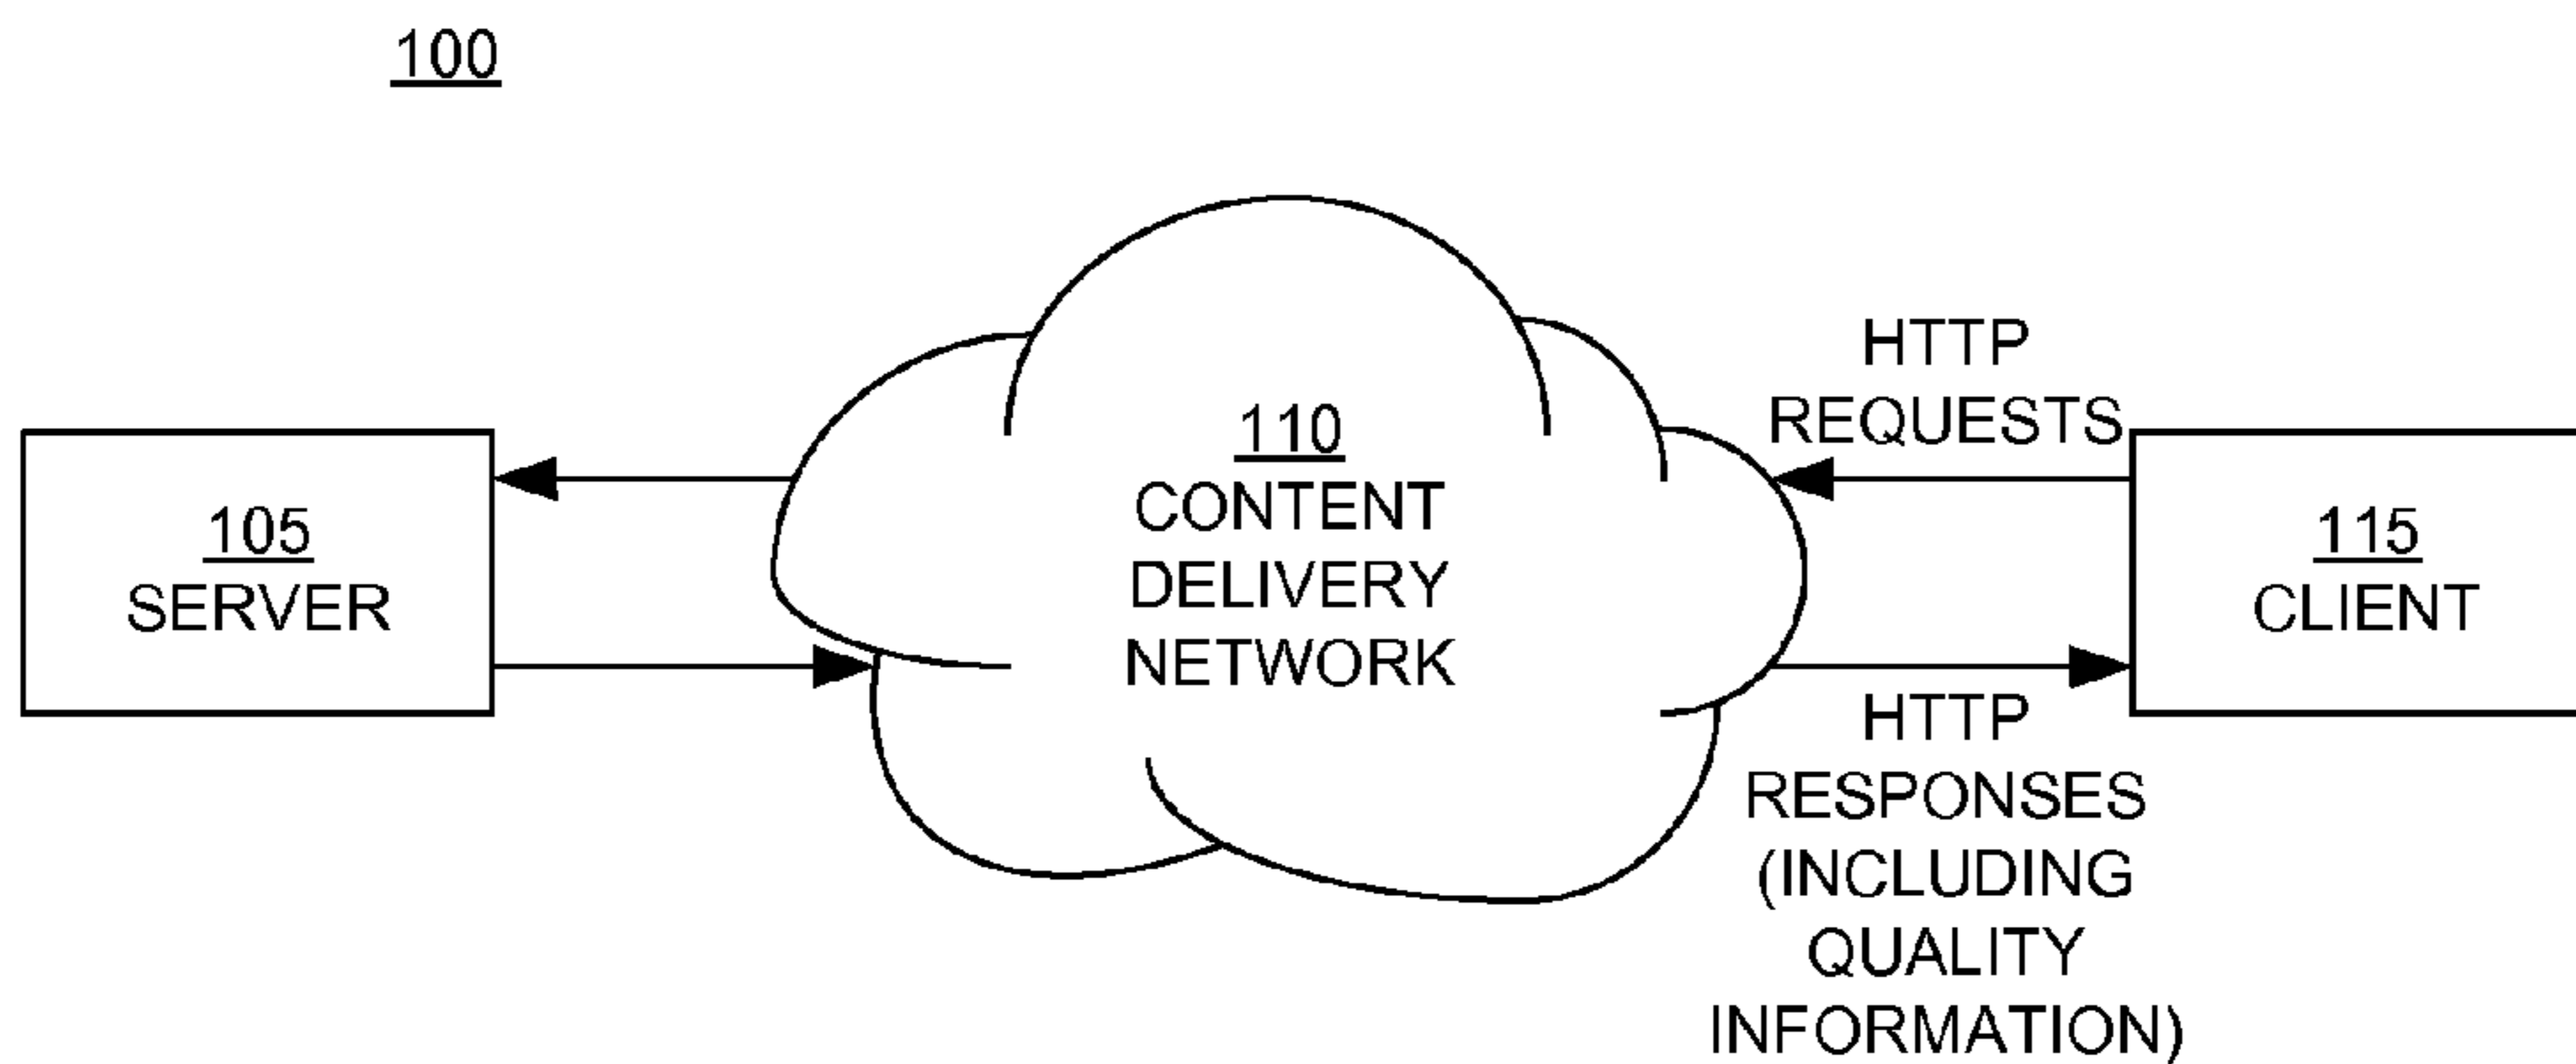 100
105
SERVER
110
CONTENT
DELIVERY
NETWORK
HTTP
REQUESTS
HTTP
RESPONSES
(INCLUDING
QUALITY
INFORMATION)
115
CLIENT